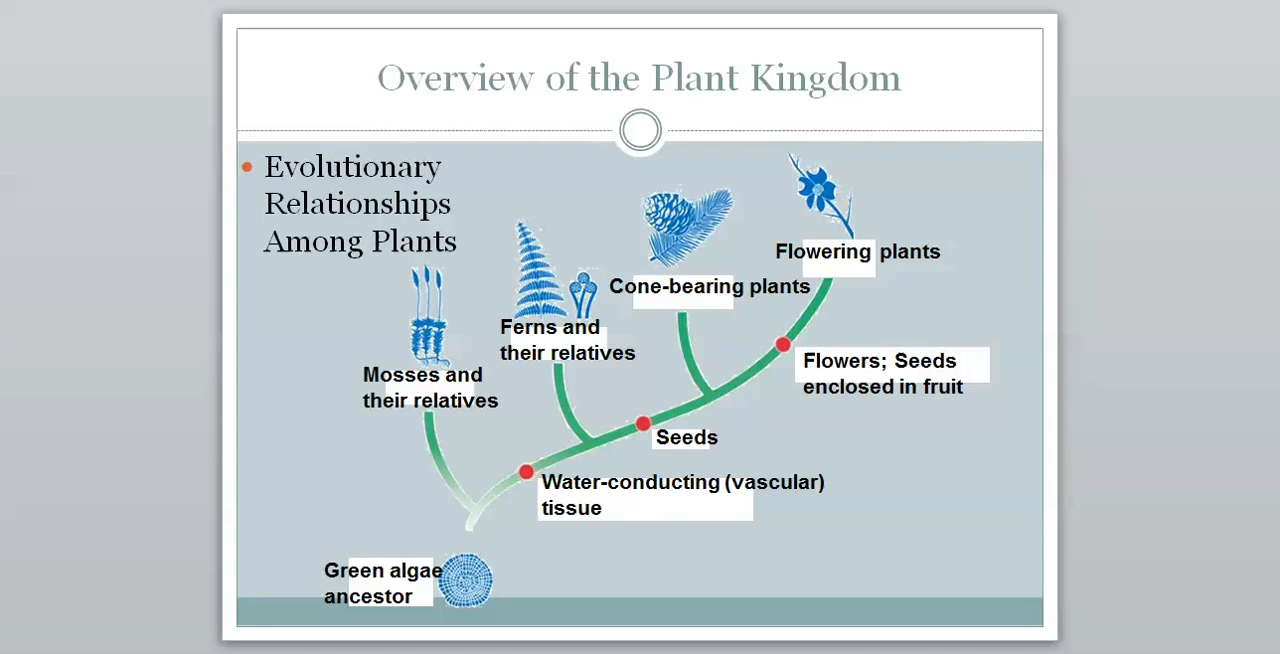 Overview of the Plant Kingdom
Evolutionary
Relationships
Among Plants
Flowering plants
Cone-bearing plants
Ferns and
their relatives
Mosses and
their relatives
Flowers; Seeds
enclosed in fruit
Seeds
Water-conducting (vascular)
tissue
Green algae
ancestor